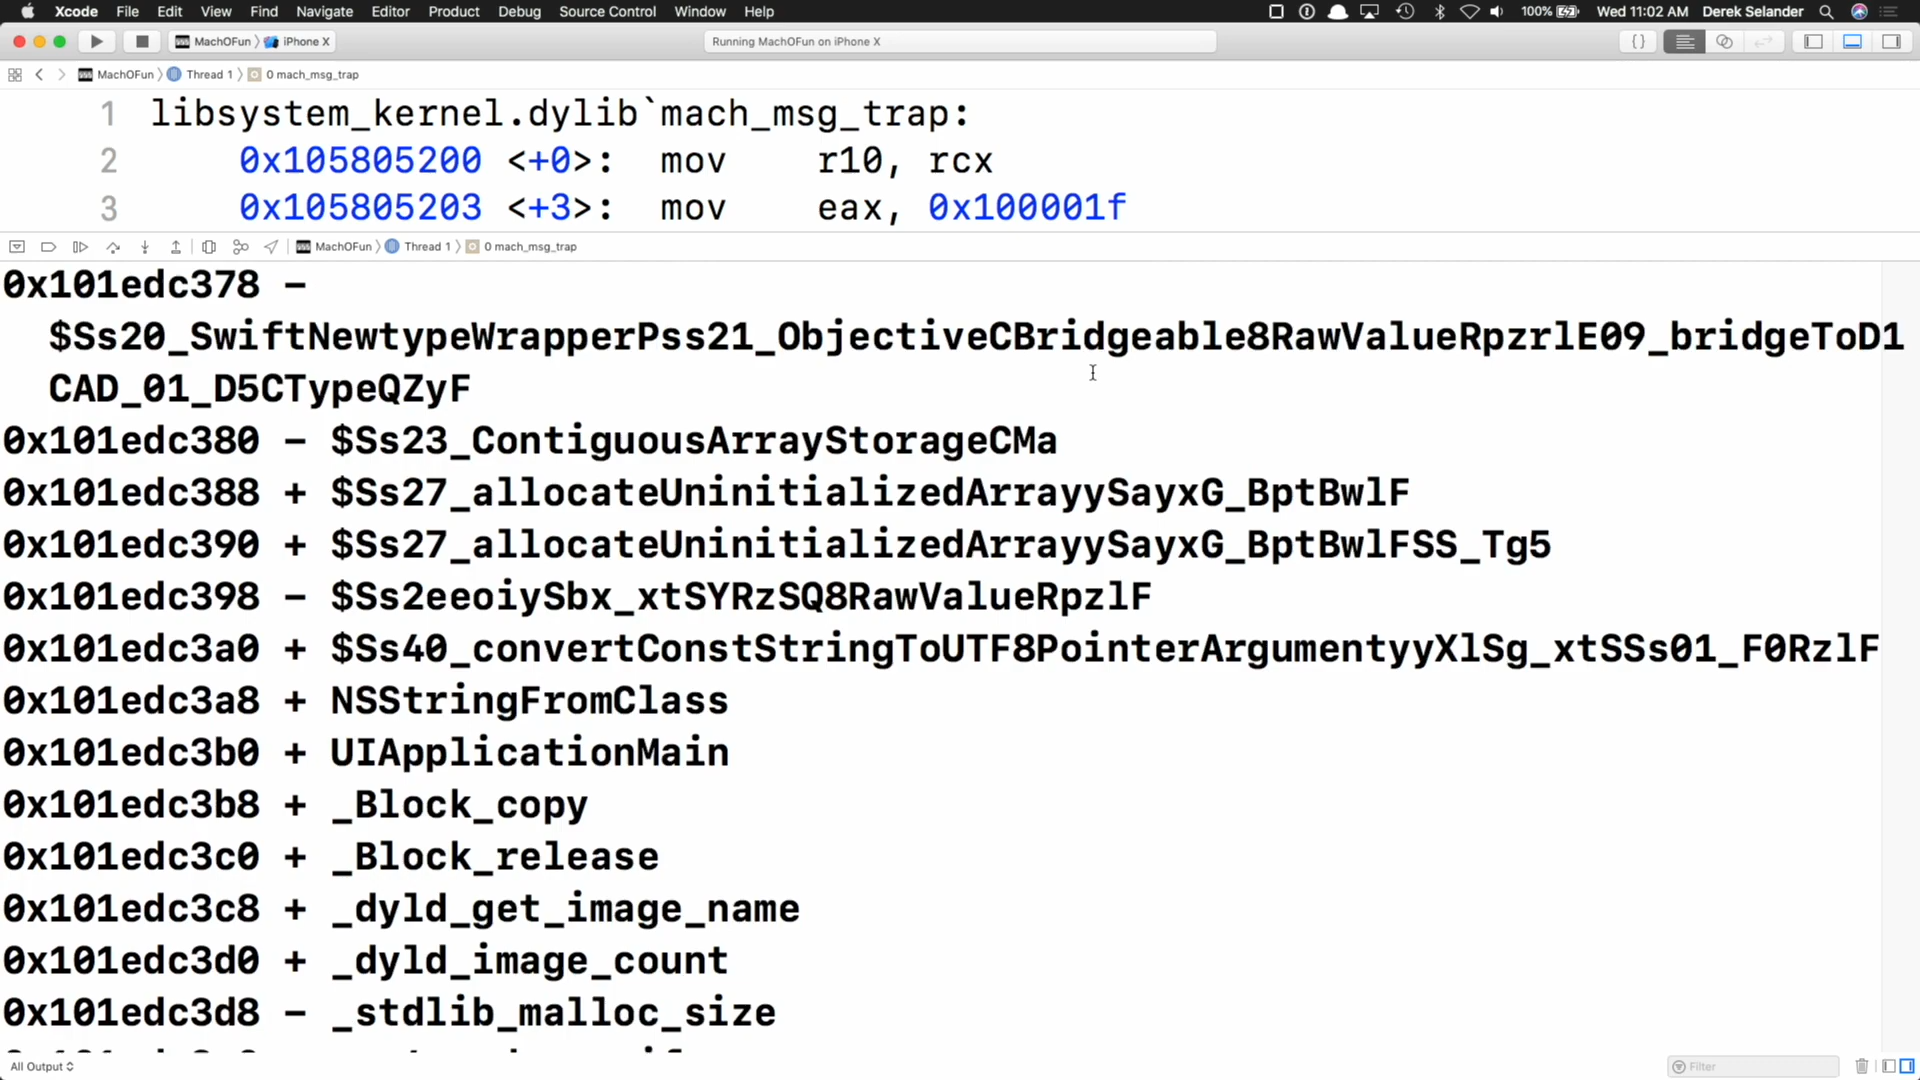 Xcode File Edit View Find Navigate Editor Product Debug Source Control Window Help 100% Wed 11:02 AM Derek Selander
MachOFun iPhone X Running MachOFun on iPhone X
MachOFun Thread 1 0 mach_msg_trap
1 libsystem_kernel.dylib`mach_msg_trap:
2 0x105805200 <+0>: mov r10, rcx
3 0x105805203 <+3>: mov eax, 0x100001f
MachOFun Thread 1 0 mach_msg_trap
0x101edc378 -
$Ss20_SwiftNewtypeWrapperPss21_ObjectiveCBridgeable8RawValueRpzrlE09_bridgeToD1
CAD_01_D5CTypeQZyF
0x101edc380 - $Ss23_ContiguousArrayStorageCMa
0x101edc388 + $Ss27_allocateUninitializedArrayySayxG_BptBwlF
0x101edc390 + $Ss27_allocateUninitializedArrayySayxG_BptBwlFSS_Tg5
0x101edc398 - $Ss2eeoiySbx_xtSYRzSQ8RawValueRpzlF
0x101edc3a0 + $Ss40_convertConstStringToUTF8PointerArgumentyyXlSg_xtSSs01_F0RzlF
0x101edc3a8 + NSStringFromClass
0x101edc3b0 + UIApplicationMain
0x101edc3b8 + _Block_copy
0x101edc3c0 + _Block_release
0x101edc3c8 + _dyld_get_image_name
0x101edc3d0 + _dyld_image_count
0x101edc3d8 - _stdlib_malloc_size
All Output Filter